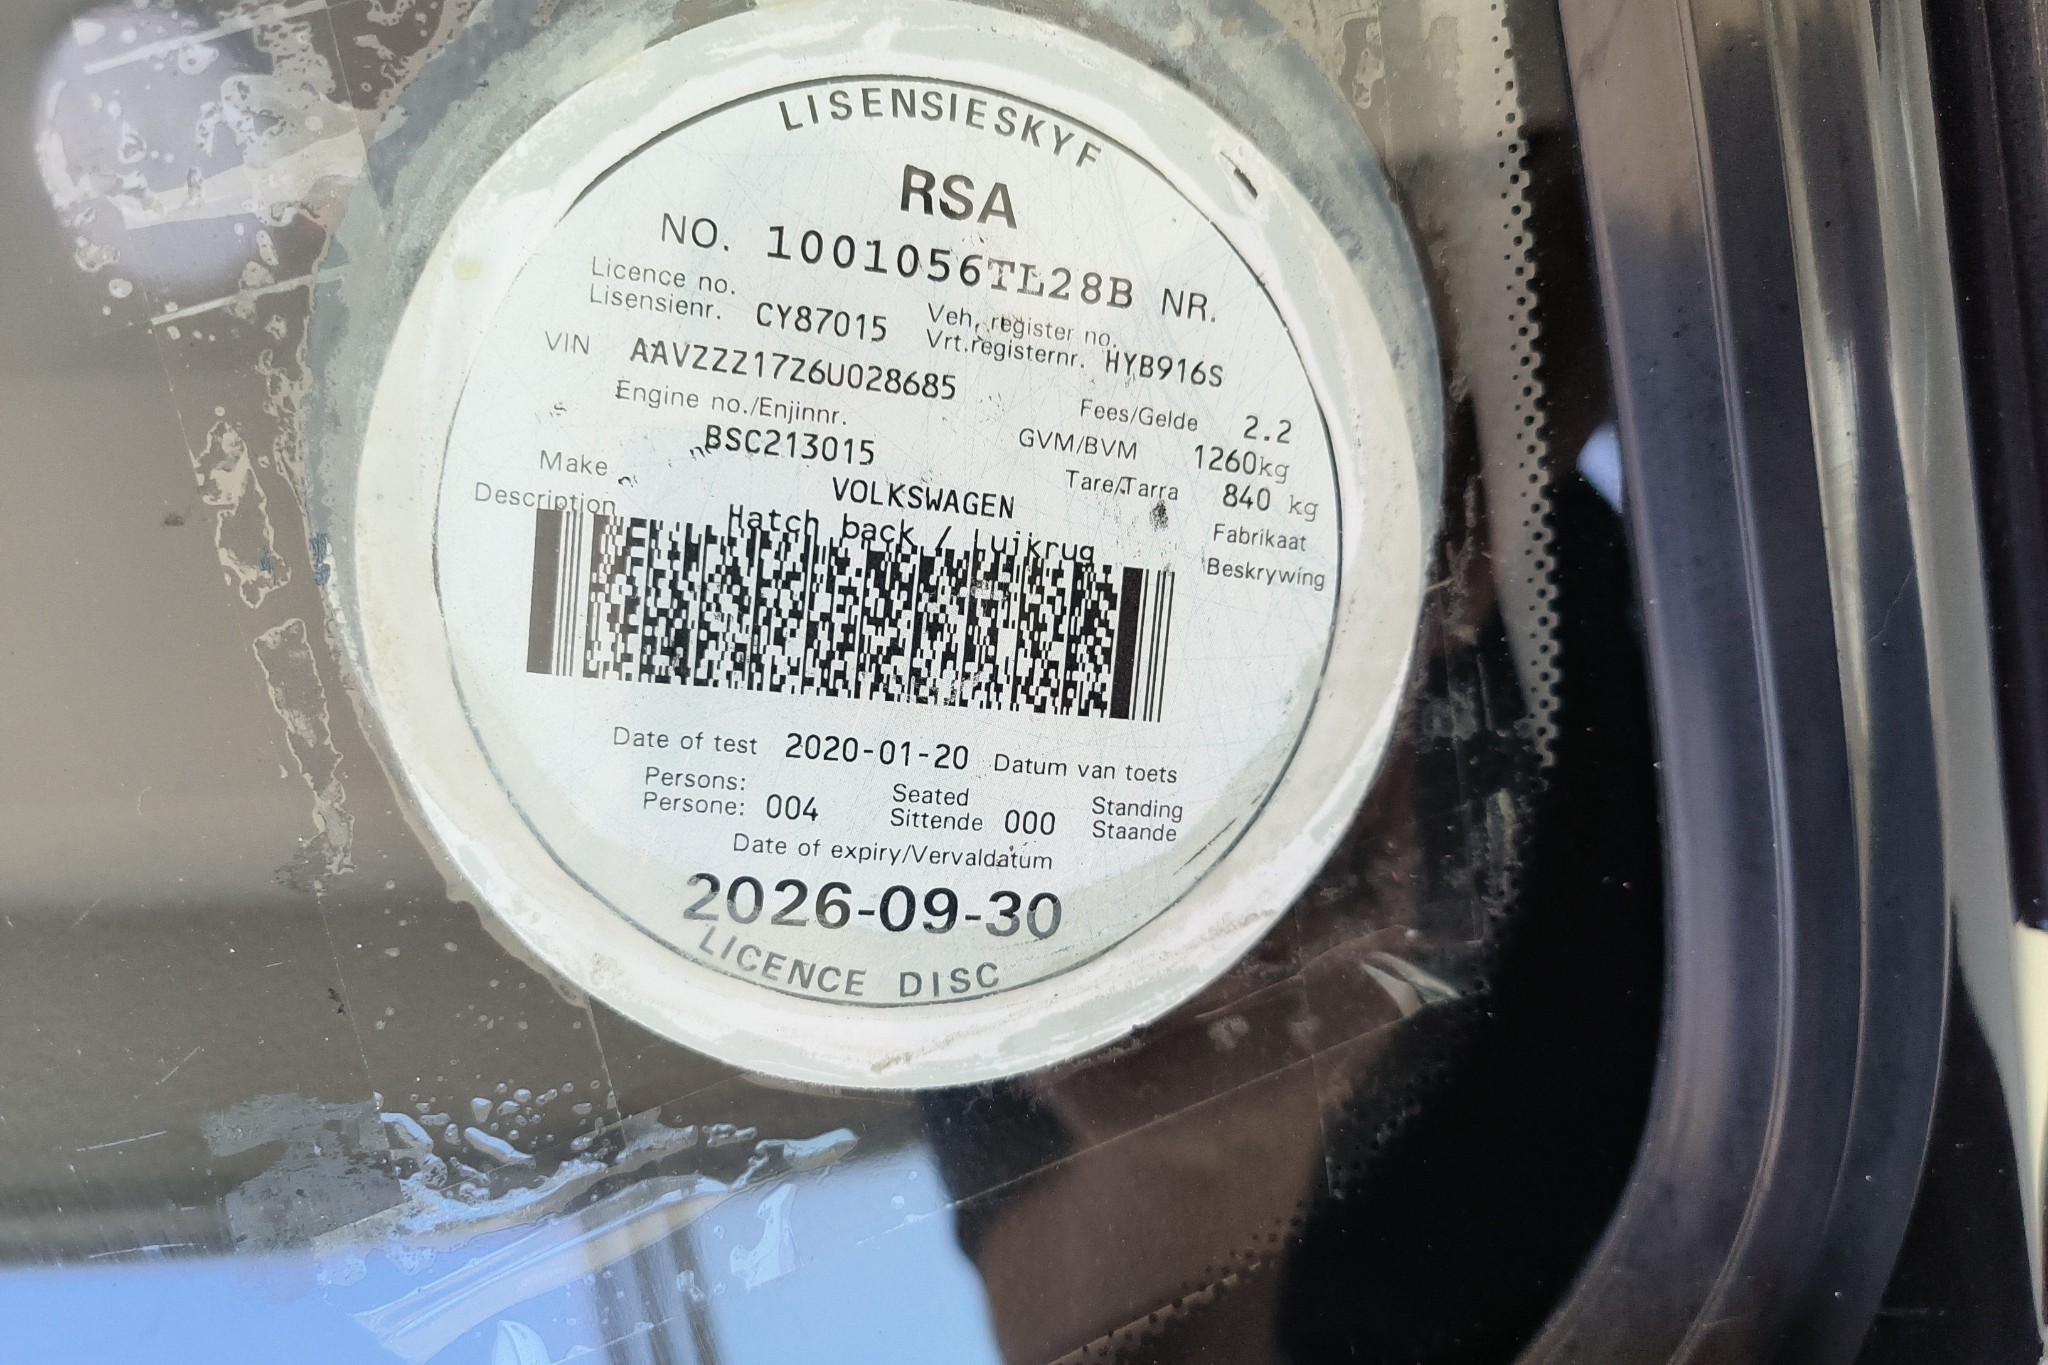 LISENSIESKYF
RSA
NO. 1001056TL28B NR.
Licence no.
Lisensienr. CY87015
Veh. register no.
Vrt.registernr. HYB916S
VIN AAVZZZ17Z6U028685
Engine no./Enjinnr.
BSC213015
Fees/Gelde 2.2
GVM/BVM 1260kg
Tare/Tarra 840 kg
Make VOLKSWAGEN Fabrikaat
Description Hatch back / Luikrug Beskrywing
Date of test 2020-01-20 Datum van toets
Persons: Seated Standing
Persone: 004 Sittende 000 Staande
Date of expiry/Vervaldatum
2026-09-30
LICENCE DISC